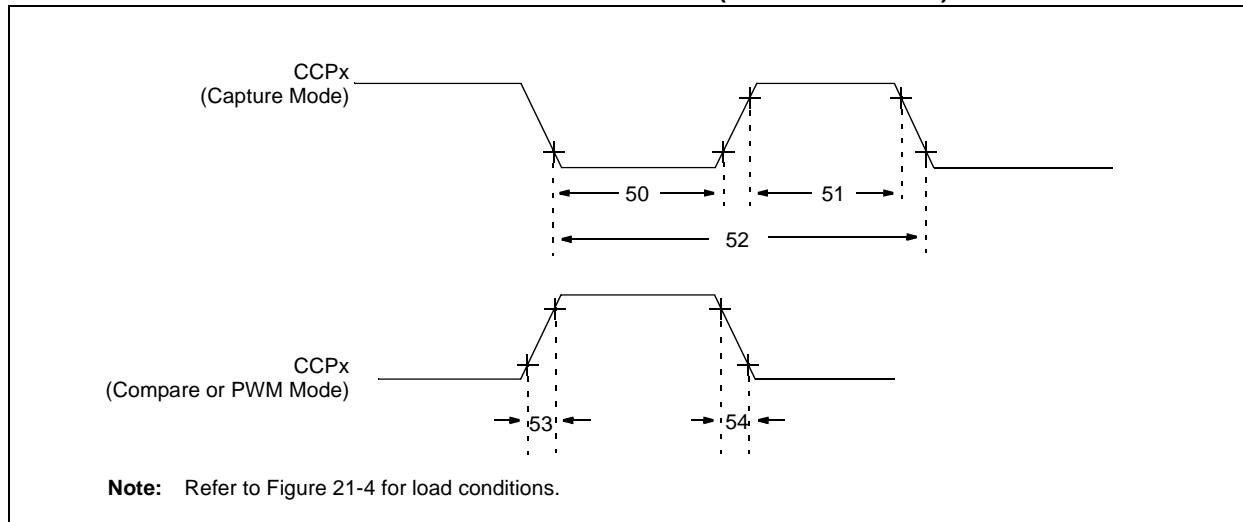 CCPx
(Capture Mode)
50
51
52
CCPx
(Compare or PWM Mode)
53
54
Note: Refer to Figure 21-4 for load conditions.